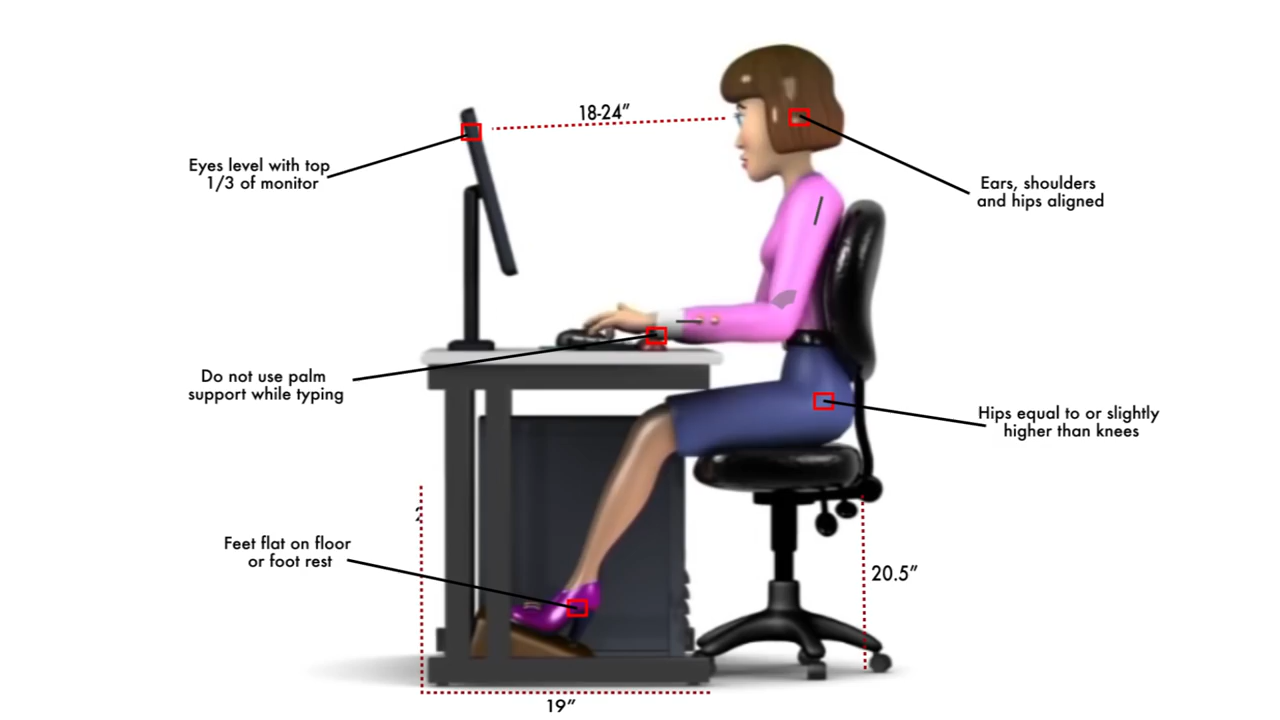 18-24”
Eyes level with top
1/3 of monitor
Ears, shoulders
and hips aligned
Do not use palm
support while typing
Hips equal to or slightly
higher than knees
Feet flat on floor
or foot rest
20.5”
19”